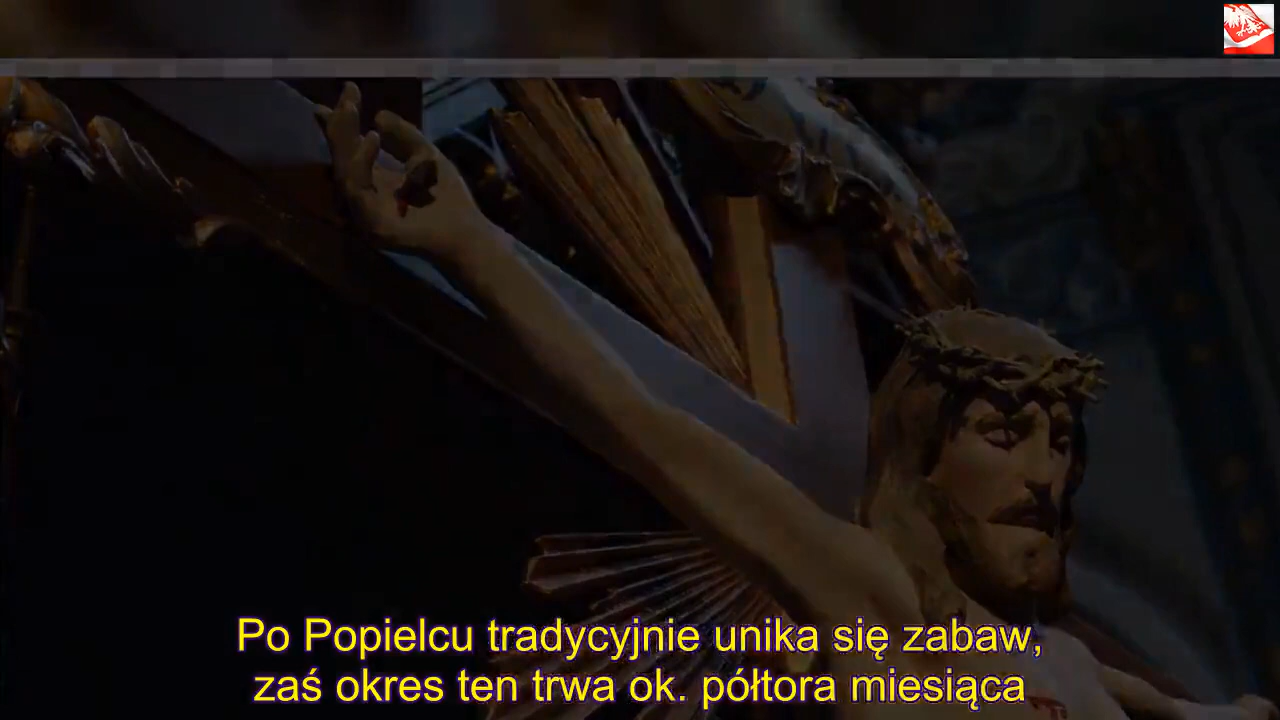 Po Popielcu tradycyjnie unika się zabaw,
zaś okres ten trwa ok. półtora miesiąca